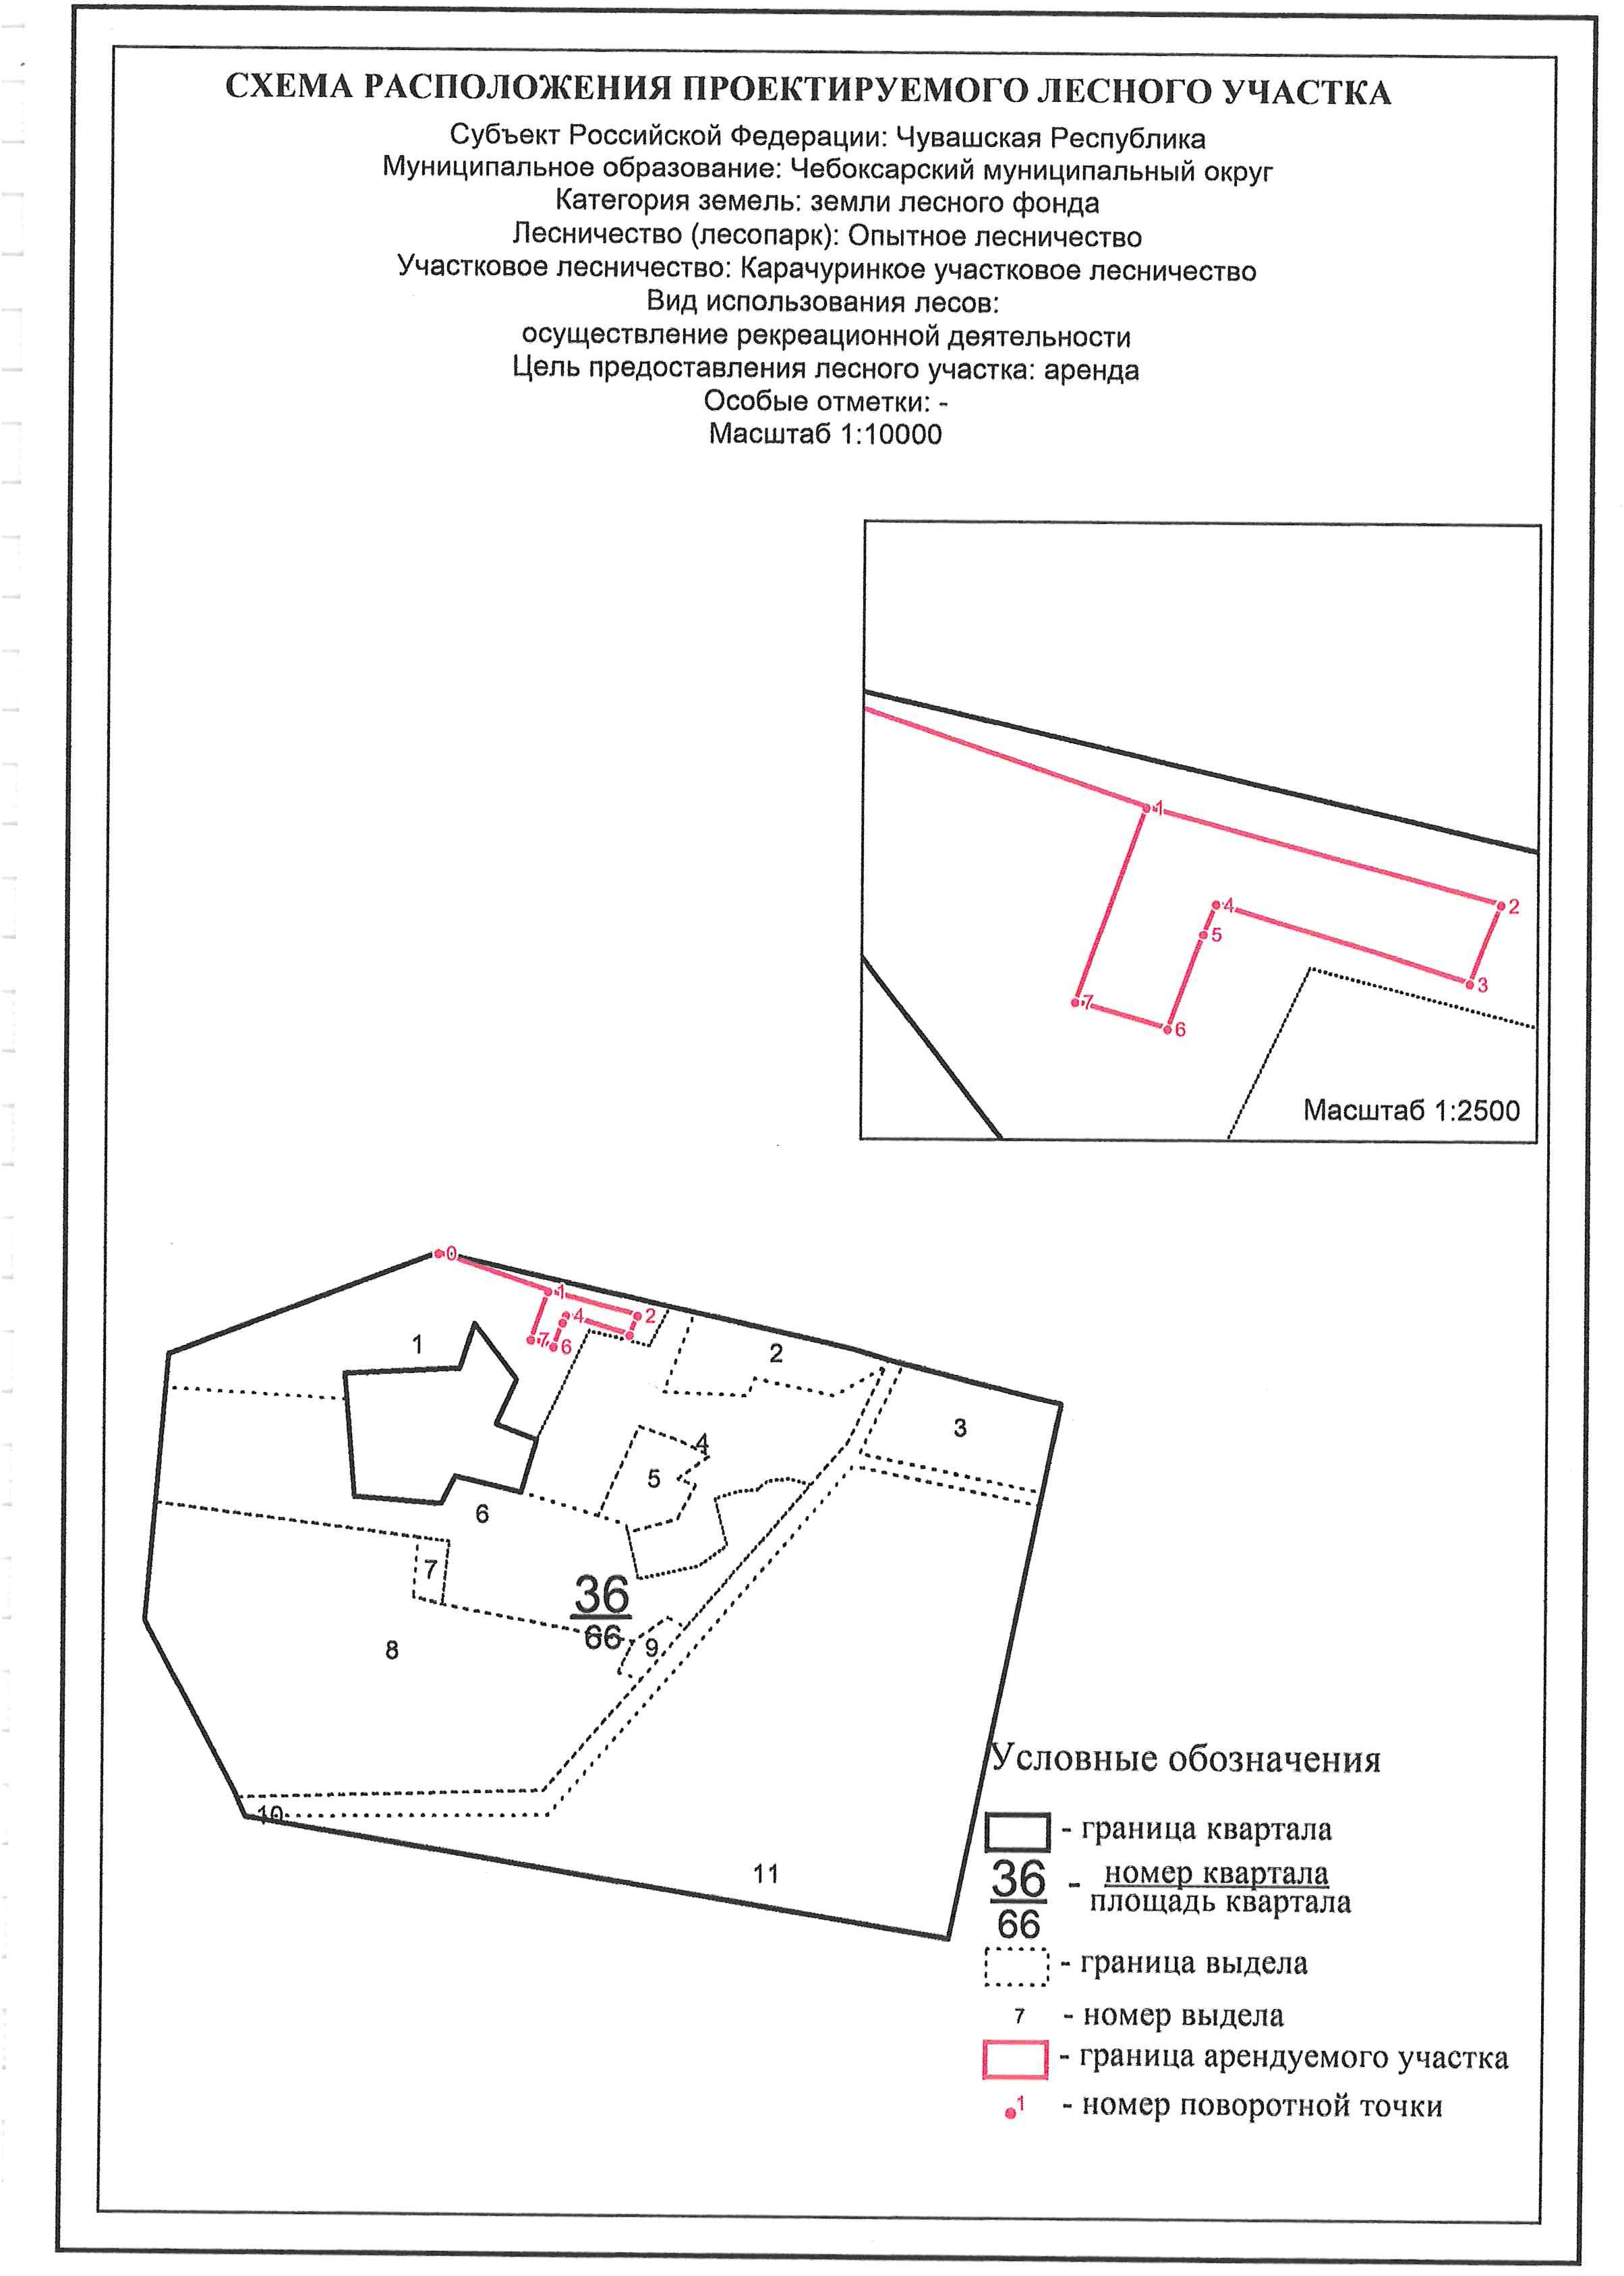 СХЕМА РАСПОЛОЖЕНИЯ ПРОЕКТИРУЕМОГО ЛЕСНОГО УЧАСТКА
Субъект Российской Федерации: Чувашская Республика
Муниципальное образование: Чебоксарский муниципальный округ
Категория земель: земли лесного фонда
Лесничество (лесопарк): Опытное лесничество
Участковое лесничество: Карачуринкое участковое лесничество
Вид использования лесов:
осуществление рекреационной деятельности
Цель предоставления лесного участка: аренда
Особые отметки: -
Масштаб 1:10000
1
2
4
5
3
7
6
Масштаб 1:2500
0
1
4
2
7
6
1
2
3
4
5
6
7
36
66
8
9
10
11
Условные обозначения
- граница квартала
36
66
- номер квартала
площадь квартала
- граница выдела
7 - номер выдела
- граница арендуемого участка
1 - номер поворотной точки